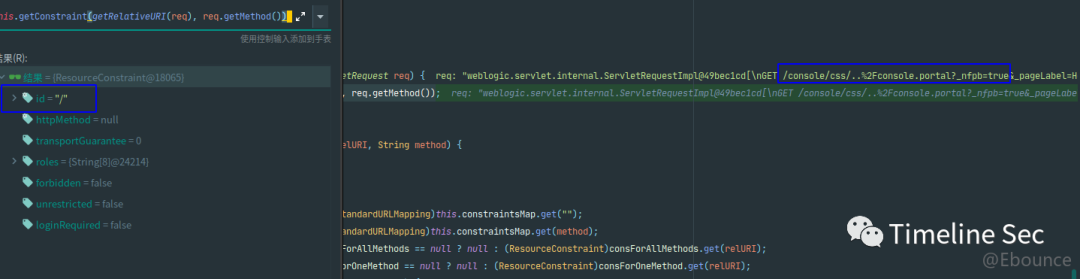 his.getConstraint(getRelativeURI(req), req.getMethod())
使用控制输入添加到手表
结果(R):
结果 = {ResourceConstraint@18065}
id = "/"
httpMethod = null
transportGuarantee = 0
roles = {String[8]@24214}
forbidden = false
unrestricted = false
loginRequired = false
etRequest req) { req: "weblogic.servlet.internal.ServletRequestImpl@49bec1cd[\nGET /console/css/..%2Fconsole.portal?_nfpb=true&_pageLabel=H
, req.getMethod()); req: "weblogic.servlet.internal.ServletRequestImpl@49bec1cd[\nGET /console/css/..%2Fconsole.portal?_nfpb=true&_pageLabe
relURI, String method) {
tandardURLMapping)this.constraintsMap.get("");
tandardURLMapping)this.constraintsMap.get(method);
ForAllMethods == null ? null : (ResourceConstraint)consForAllMethods.get(relURI);
orOneMethod == null ? null : (ResourceConstraint)consForOneMethod.get(relURI);
Timeline Sec
@Ebounce